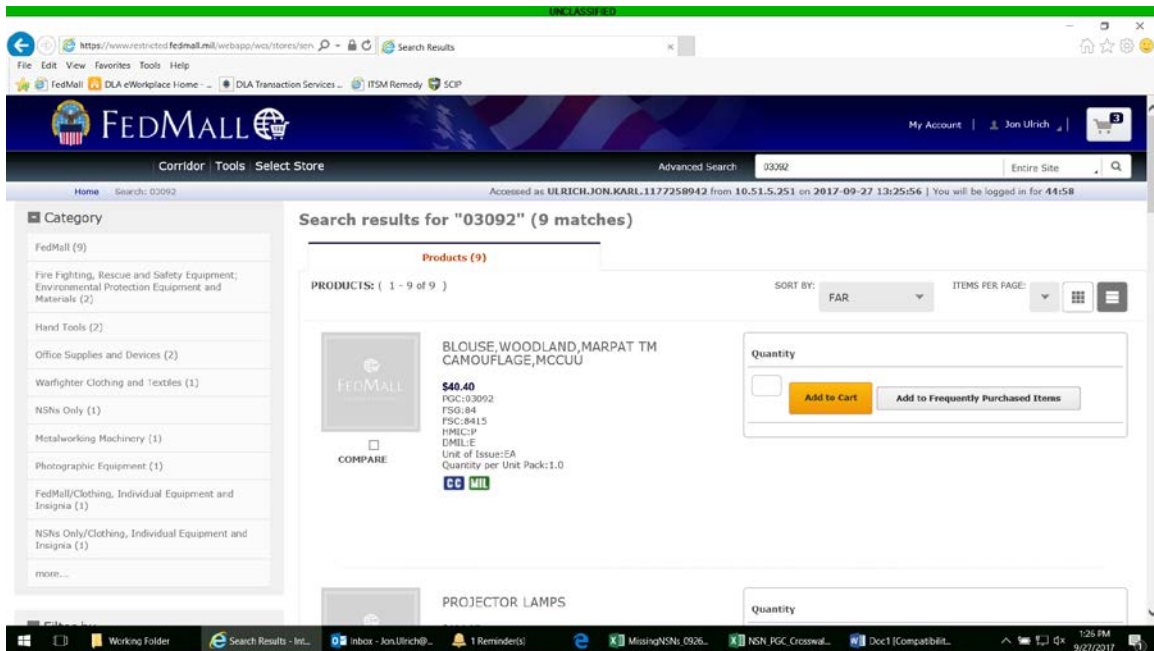 UNCLASSIFIED
https://www.restricted.fedmall.mil/webapp/wcs/stores/ser
Search Results
File Edit View Favorites Tools Help
FedMall DLA eWorkplace Home - ... DLA Transaction Services ... ITSM Remedy SCIP
FEDMALL
My Account | Jon Ulrich | 3
Corridor Tools Select Store Advanced Search 03092 Entire Site
Home Search: 03092 Accessed as ULRICH.JON.KARL.1177258942 from 10.51.5.251 on 2017-09-27 13:25:56 | You will be logged in for 44:58
Category
FedMall (9)
Fire Fighting, Rescue and Safety Equipment;
Environmental Protection Equipment and
Materials (2)
Hand Tools (2)
Office Supplies and Devices (2)
Warfighter Clothing and Textiles (1)
NSNs Only (1)
Metalworking Machinery (1)
Photographic Equipment (1)
FedMall/Clothing, Individual Equipment and
Insignia (1)
NSNs Only/Clothing, Individual Equipment and
Insignia (1)
more...
Search results for "03092" (9 matches)
Products (9)
PRODUCTS: ( 1 - 9 of 9 )
SORT BY: FAR ITEMS PER PAGE:
FEDMALL
COMPARE
BLOUSE,WOODLAND,MARPAT TM
CAMOUFLAGE,MCCUU
$40.40
PGC:03092
FSG:84
FSC:8415
HMIC:P
DMIL:E
Unit of Issue:EA
Quantity per Unit Pack:1.0
CC MIL
Quantity
Add to Cart Add to Frequently Purchased Items
PROJECTOR LAMPS
Quantity
Working Folder Search Results - Int... Inbox - Jon.Ulrich@... 1 Reminder(s) MissingNSNs_0926... NSN_PGC_Crosswal... Doc1 [Compatibilit...
1:25 PM
9/27/2017